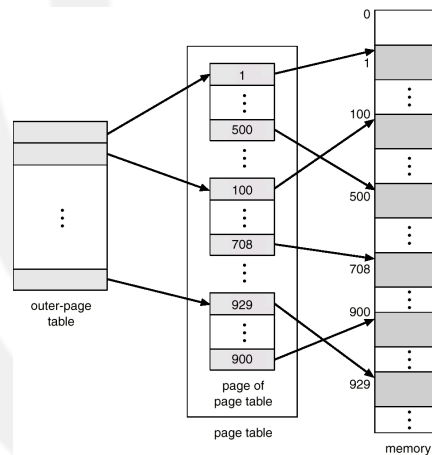 outer-page
table
1
500
100
708
929
900
page of
page table
page table
0
1
100
500
708
900
929
memory